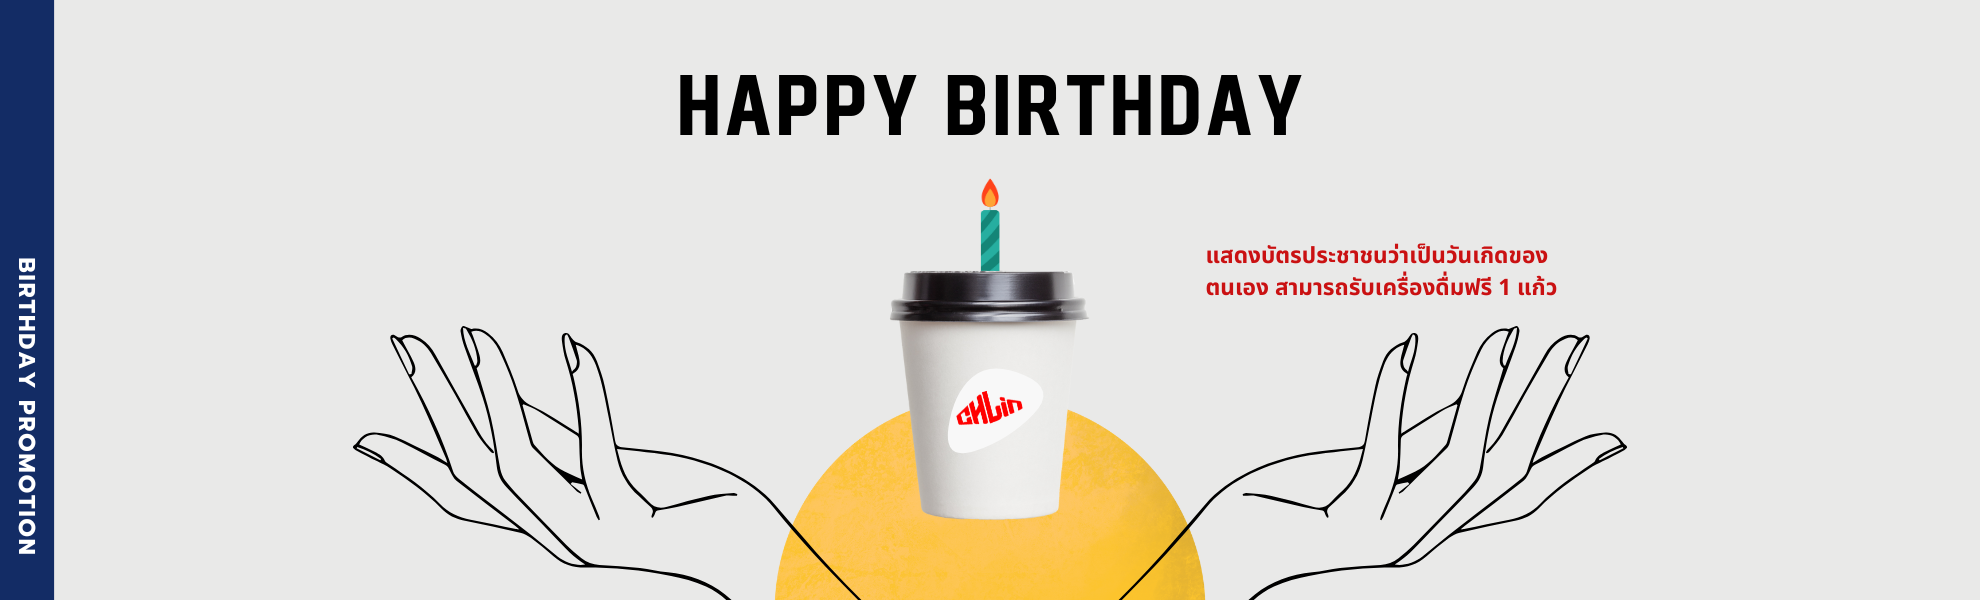 HAPPY BIRTHDAY
แสดงบัตรประชาชนว่าเป็นวันเกิดของ
ตนเอง สามารถรับเครื่องดื่มฟรี 1 แก้ว
CHLin
BIRTHDAY PROMOTION